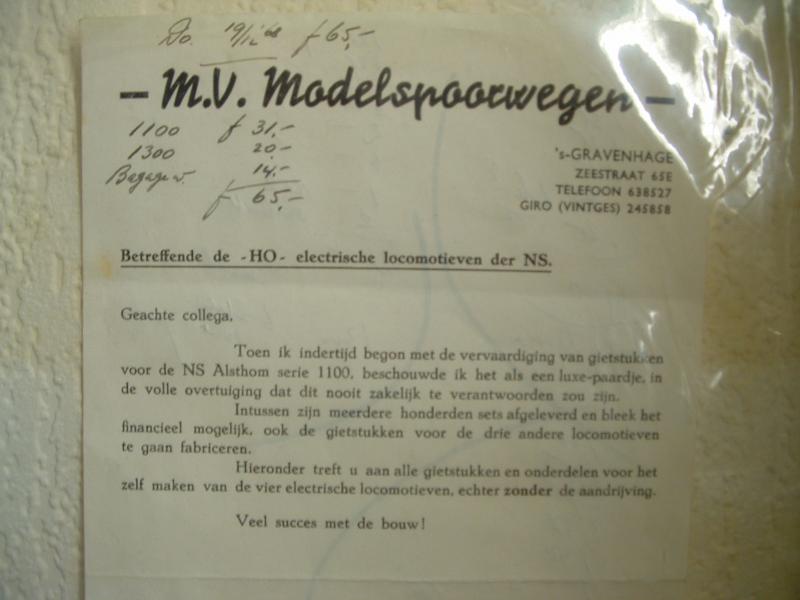 Do. 19/12 68 f 65,-
- M.V. Modelspoorwegen -
1100 f 31,-
1300 20,-
Bagagew. 14,-
f 65,-
's-GRAVENHAGE
ZEESTRAAT 65E
TELEFOON 638527
GIRO (VINTGES) 245858
Betreffende de -HO- electrische locomotieven der NS.
Geachte collega,
Toen ik indertijd begon met de vervaardiging van gietstukken
voor de NS Alsthom serie 1100, beschouwde ik het als een luxe-paardje, in
de volle overtuiging dat dit nooit zakelijk te verantwoorden zou zijn.
Intussen zijn meerdere honderden sets afgeleverd en bleek het
financieel mogelijk, ook de gietstukken voor de drie andere locomotieven
te gaan fabriceren.
Hieronder treft u aan alle gietstukken en onderdelen voor het
zelf maken van de vier electrische locomotieven, echter zonder de aandrijving.
Veel succes met de bouw!